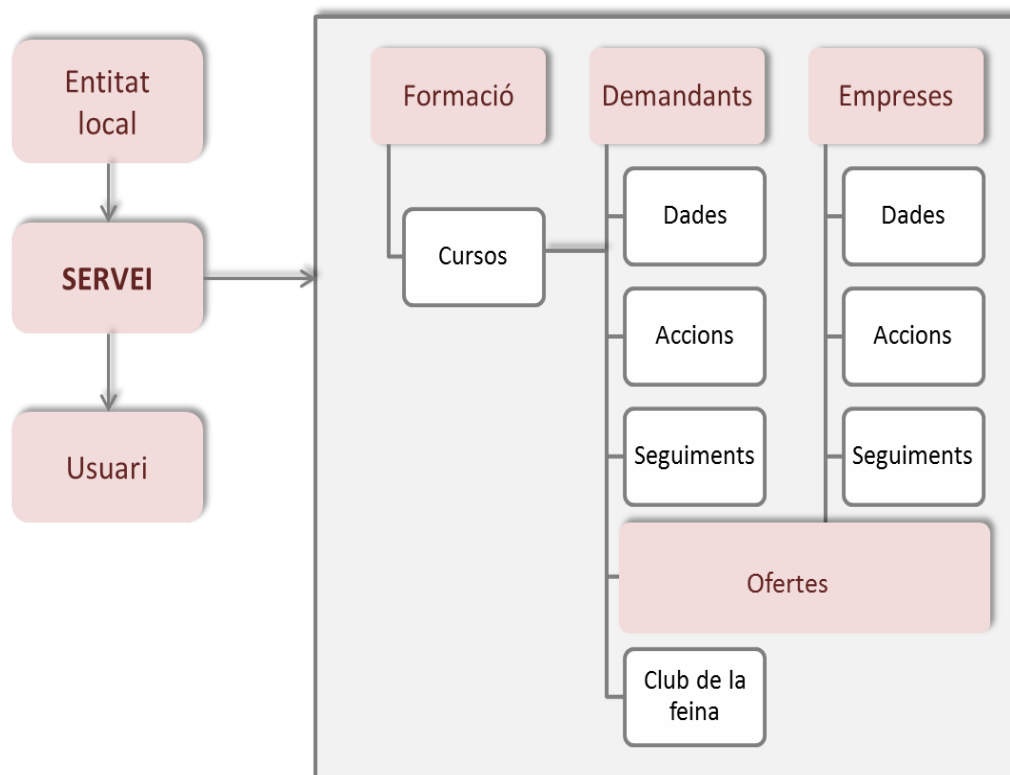 Entitat
local
SERVEI
Usuari
Formació
Cursos
Demandants
Dades
Accions
Seguiments
Empreses
Dades
Accions
Seguiments
Ofertes
Club de la
feina